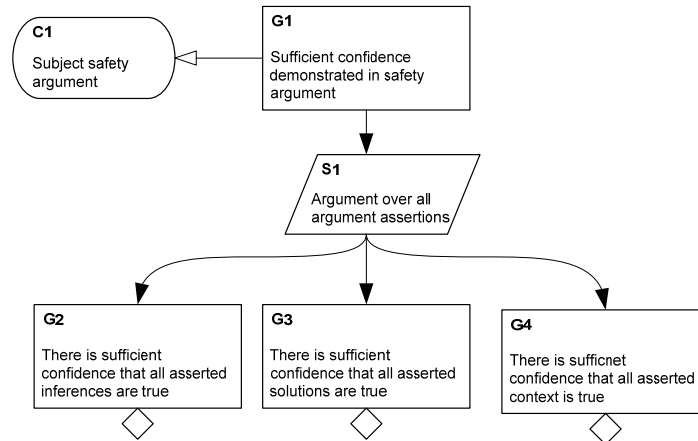 C1
Subject safety
argument
G1
Sufficient confidence
demonstrated in safety
argument
S1
Argument over all
argument assertions
G2
There is sufficient
confidence that all asserted
inferences are true
G3
There is sufficient
confidence that all asserted
solutions are true
G4
There is sufficnet
confidence that all asserted
context is true